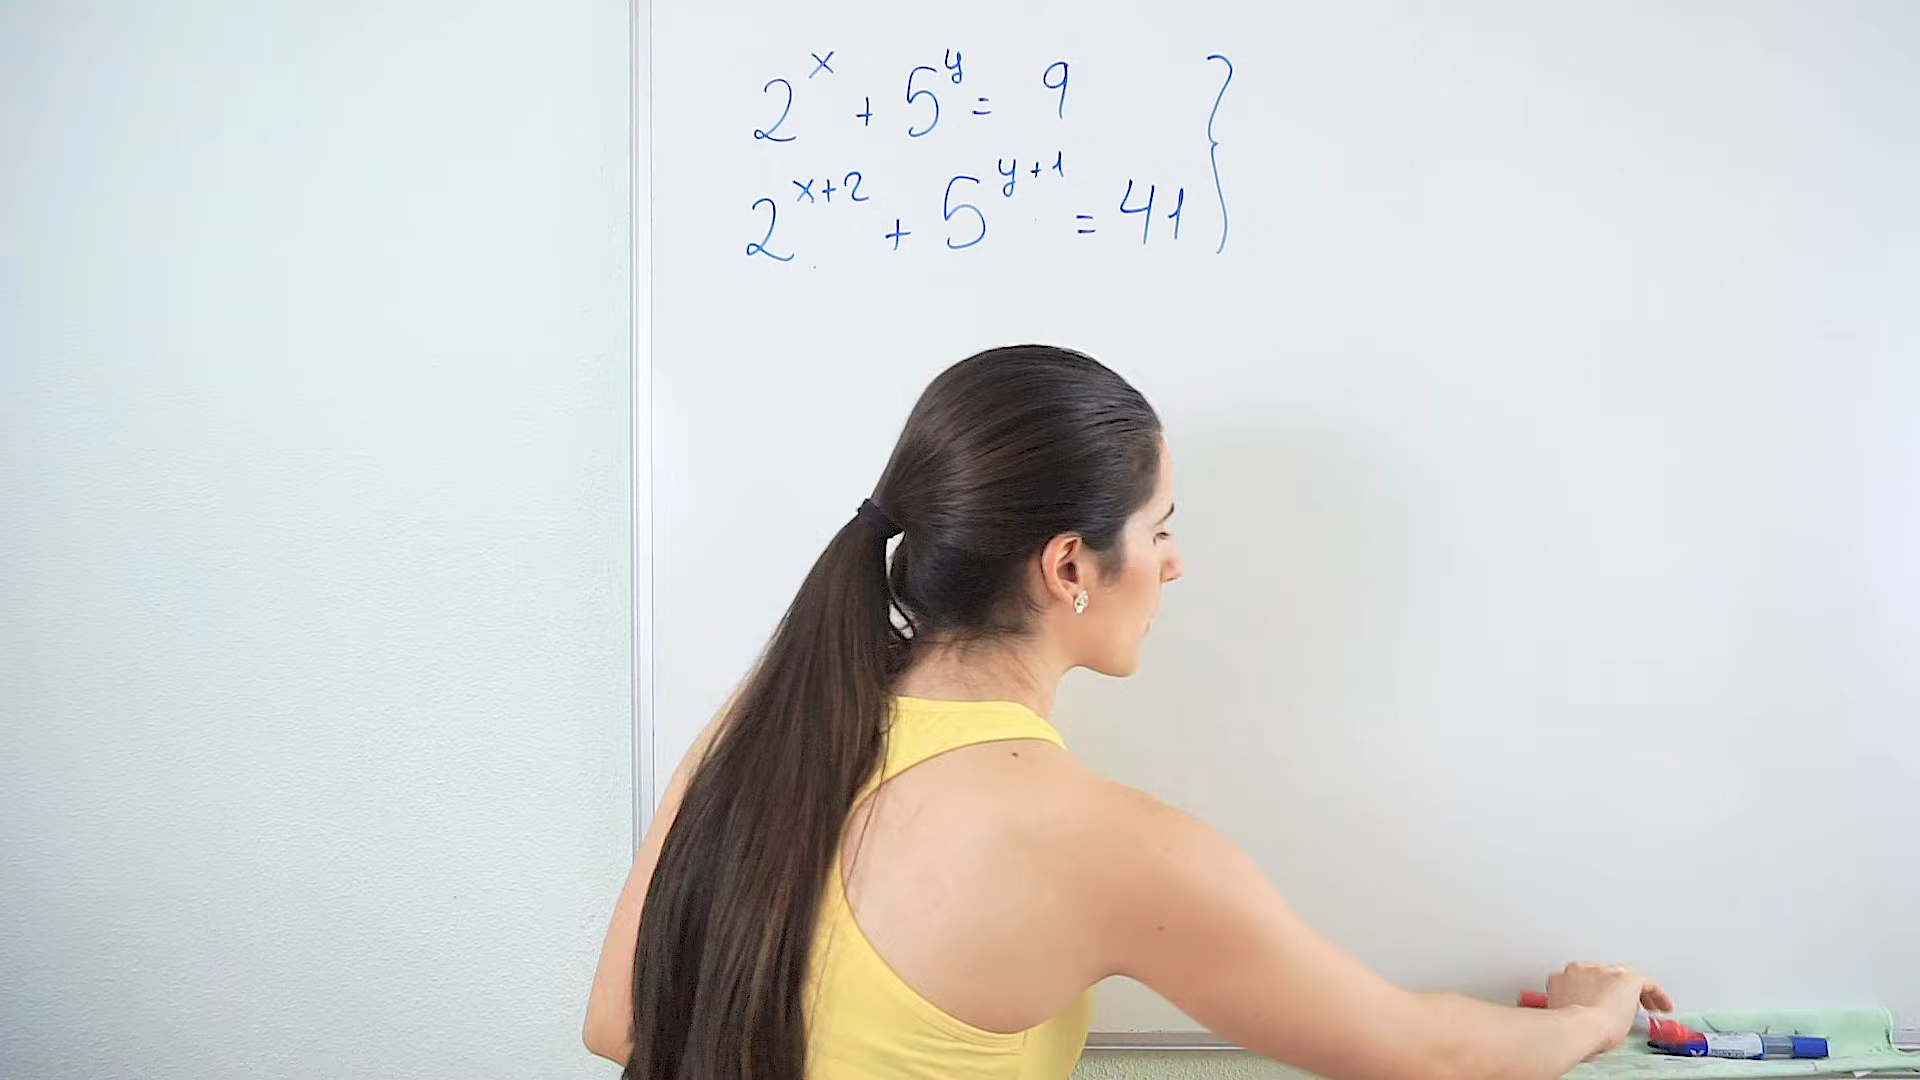 2^x + 5^y = 9
2^{x+2} + 5^{y+1} = 41 }